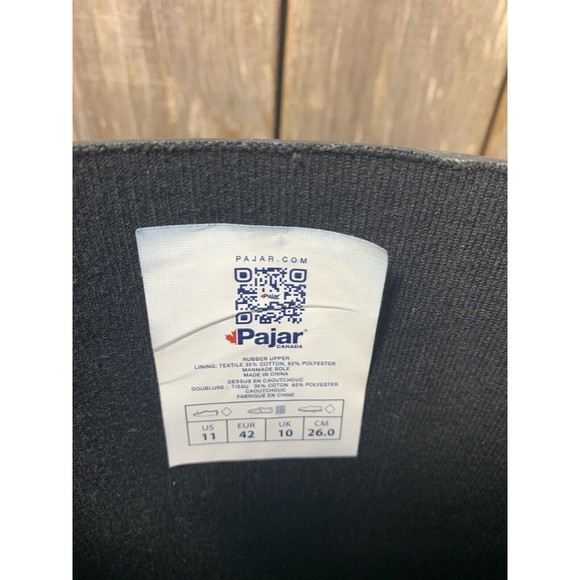 PAJAR.COM
Pajar
Pajar®
CANADA
RUBBER UPPER
LINING: TEXTILE 35% COTTON, 65% POLYESTER
MANMADE SOLE
MADE IN CHINA
DESSUS EN CAOUTCHOUC
DOUBLURE : TISSU 35% COTON 65% POLYESTER
CAOUTCHOUC
FABRIQUÉ EN CHINE
US EUR UK CM
11 42 10 26.0